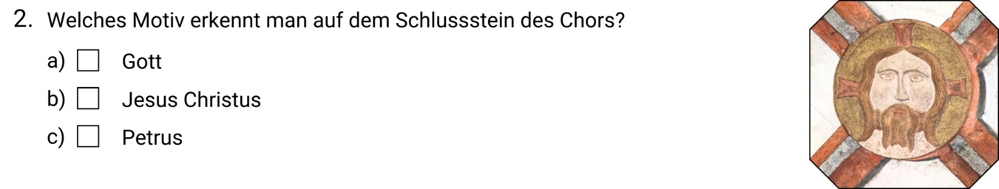 2. Welches Motiv erkennt man auf dem Schlussstein des Chors?
a) Gott
b) Jesus Christus
c) Petrus